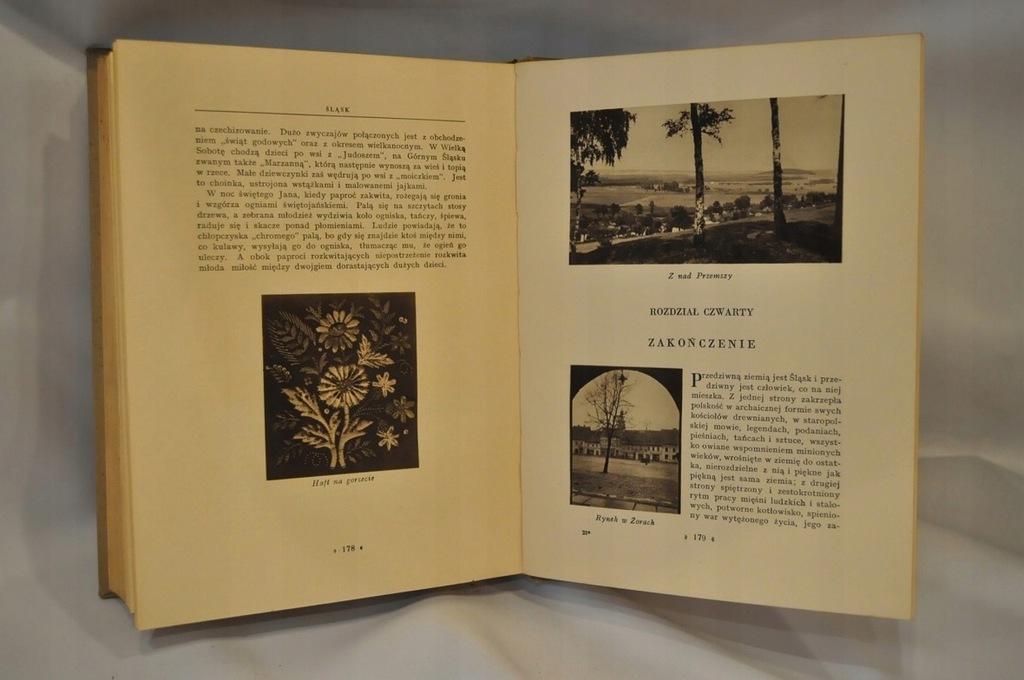 ŚLĄSK
na czechizowanie. Dużo zwyczajów połączonych jest z obchodze-
niem „świąt godowych" oraz z okresem wielkanocnym. W Wielką
Sobotę chodzą dzieci po wsi z „Judoszem", na Górnym Śląsku
zwanym także „Marzanną", którą następnie wynoszą za wieś i topią
w rzece. Małe dziewczynki zaś wędrują po wsi z „moiczkiem". Jest
to choinka, ustrojona wstążkami i malowanemi jajkami.
W noc świętego Jana, kiedy paproć zakwita, rozżegają się gronia
i wzgórza ogniami świętojańskiemi. Palą się na szczytach stosy
drzewa, a zebrana młodzież wydziwia koło ogniska, tańczy, śpiewa,
raduje się i skacze ponad płomieniami. Ludzie powiadają, że to
chłopczyska „chromego" palą, bo gdy się znajdzie ktoś między nimi,
co kulawy, wysyłają go do ogniska, tłumacząc mu, że ogień go
uleczy. A obok paproci rozkwitających niepostrzeżenie rozkwita
młoda miłość między dwojgiem dorastających dużych dzieci.
Haft na gorzecie
178
Z nad Przemszy
ROZDZIAŁ CZWARTY
ZAKOŃCZENIE
Przedziwną ziemią jest Śląsk i prze-
dziwny jest człowiek, co na niej
mieszka. Z jednej strony zakrzepła
polskość w archaicznej formie swych
kościołów drewnianych, w staropol-
skiej mowie, legendach, podaniach,
pieśniach, tańcach i sztuce, wszyst-
ko owiane wspomnieniem minionych
wieków, wrośnięte w ziemię do ostat-
ka, nierozdzielne z nią i piękne jak
piękną jest sama ziemia; z drugiej
strony spiętrzony i zestokrotniony
rytm pracy mięśni ludzkich i stalo-
wych, potworne kotłowisko, spienio-
ny war wytężonego życia, jego za-
Rynek w Żorach
179